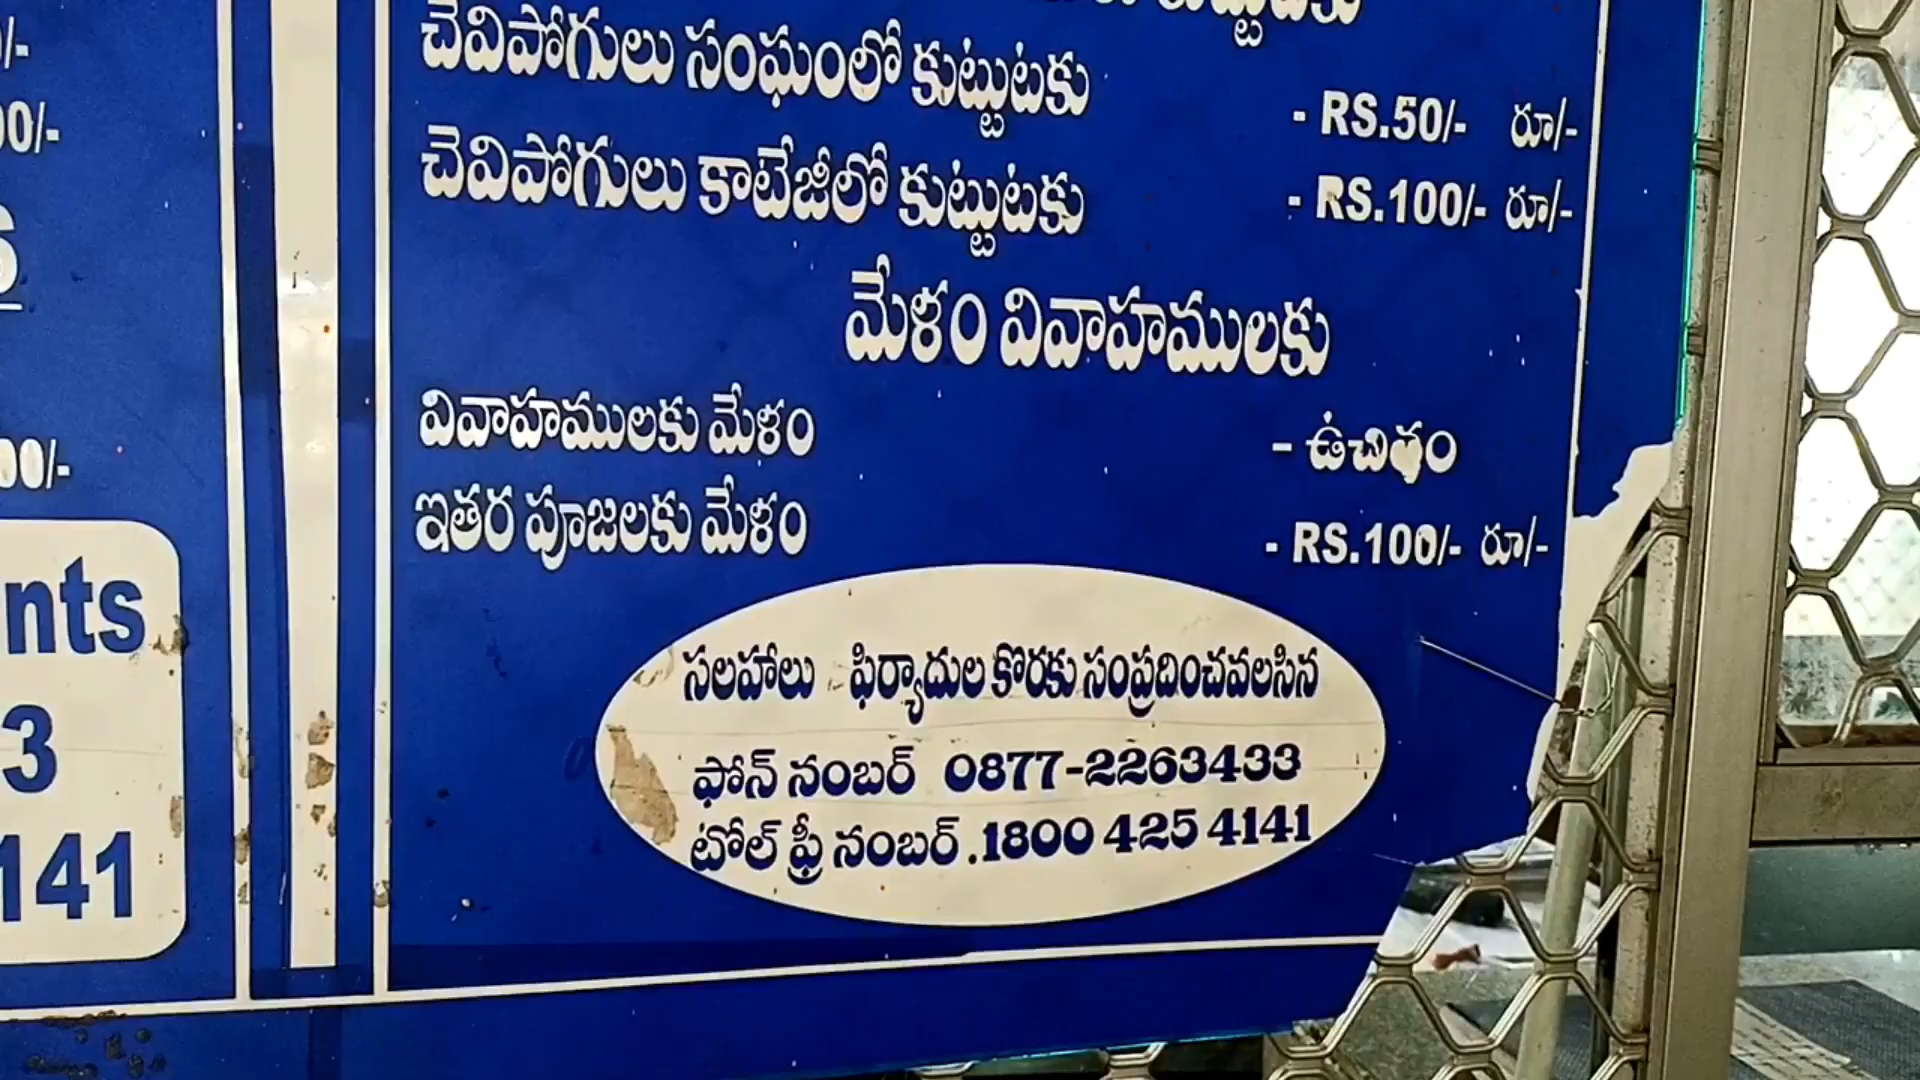 /-
00/-
S
00/-
nts
3
141
కుట్టుటకు
చెవిపోగులు సంఘంలో కుట్టుటకు - RS.50/- రూ/-
చెవిపోగులు కాటేజీలో కుట్టుటకు - RS.100/- రూ/-
మేళం వివాహములకు
వివాహములకు మేళం - ఉచితం
ఇతర పూజలకు మేళం - RS.100/- రూ/-
సలహాలు - ఫిర్యాదుల కొరకు సంప్రదించవలసిన
ఫోన్ నంబర్ 0877-2263433
టోల్ ఫ్రీ నంబర్.1800 425 4141